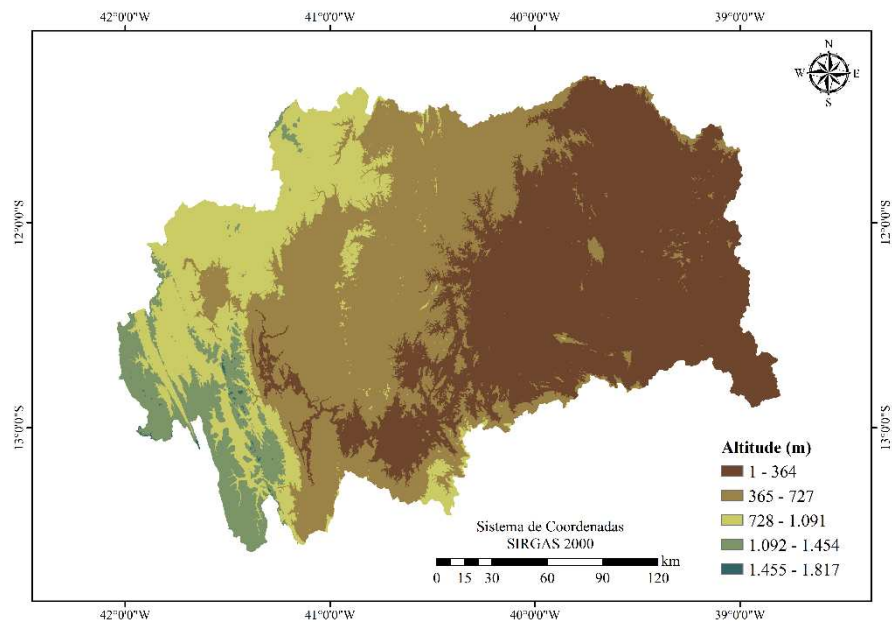 42°0'0"W 41°0'0"W 40°0'0"W 39°0'0"W
N
W E
S
12°0'0"S 12°0'0"S
13°0'0"S 13°0'0"S
Altitude (m)
1 - 364
365 - 727
728 - 1.091
1.092 - 1.454
1.455 - 1.817
Sistema de Coordenadas
SIRGAS 2000
km
0 15 30 60 90 120
42°0'0"W 41°0'0"W 40°0'0"W 39°0'0"W